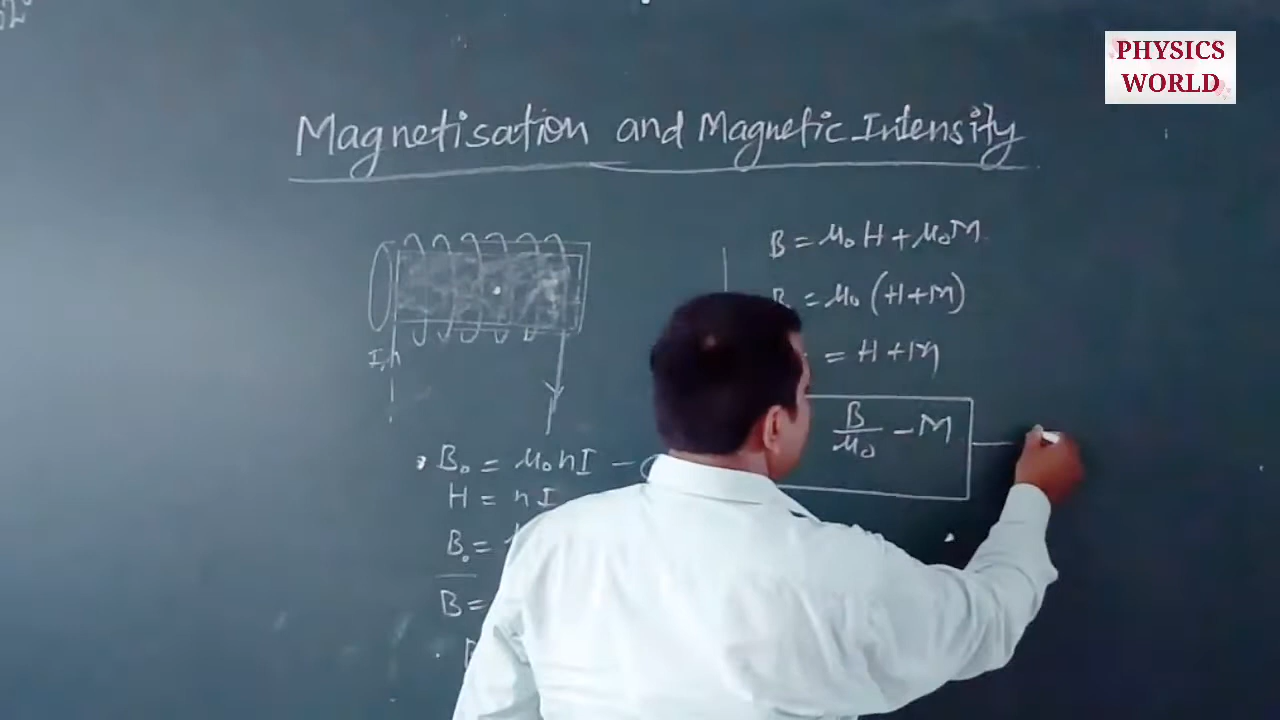 PHYSICS
WORLD
Magnetisation and Magnetic Intensity
I, n
B₀ = μ₀nI –
H = nI
B₀ =
B =
B = μ₀H + μ₀M
B = μ₀(H+M)
= H + M
B/μ₀ – M